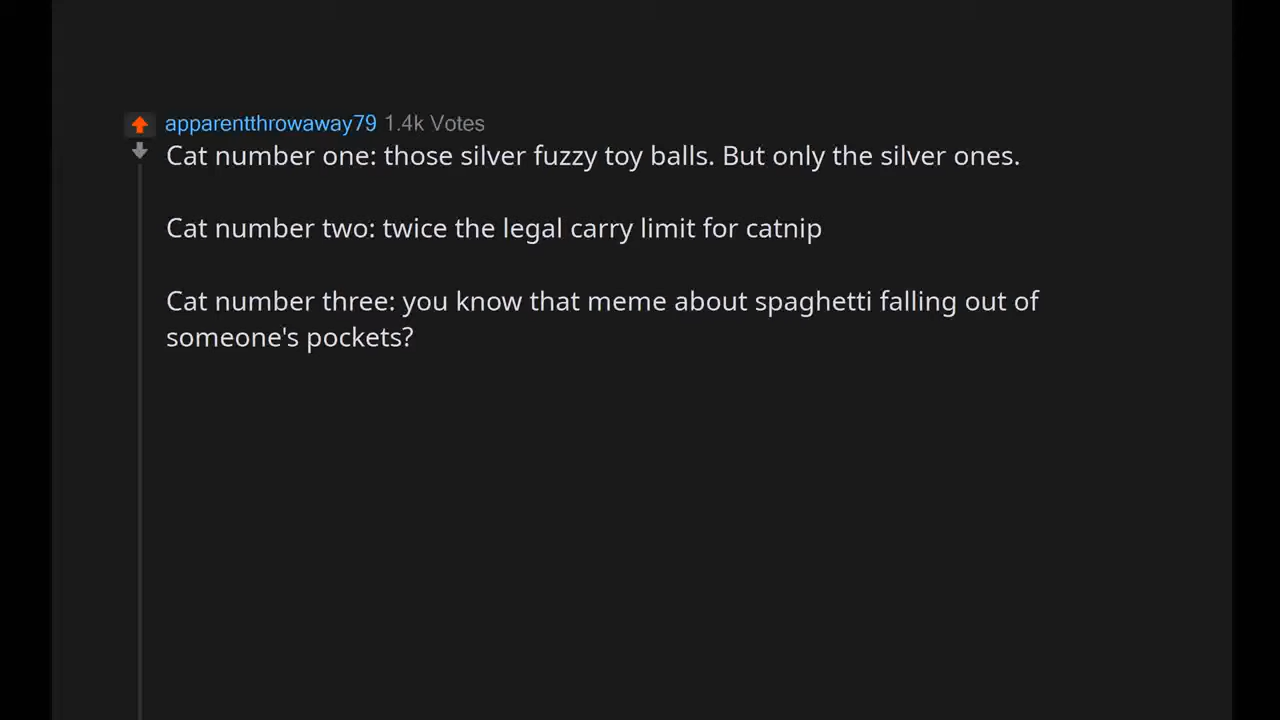 apparentthrowaway79 1.4k Votes
Cat number one: those silver fuzzy toy balls. But only the silver ones.
Cat number two: twice the legal carry limit for catnip
Cat number three: you know that meme about spaghetti falling out of
someone's pockets?